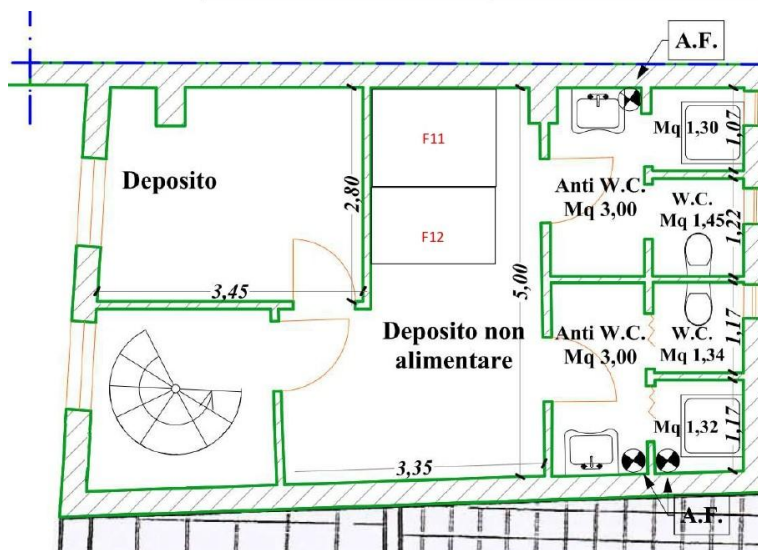 A.F.
F11
Mq 1,30
1,07
Deposito
2,80
Anti W.C.
Mq 3,00
W.C.
Mq 1,45
1,22
F12
3,45
5,00
Deposito non
alimentare
Anti W.C.
Mq 3,00
W.C.
Mq 1,34
1,17
Mq 1,32
1,17
3,35
A.F.